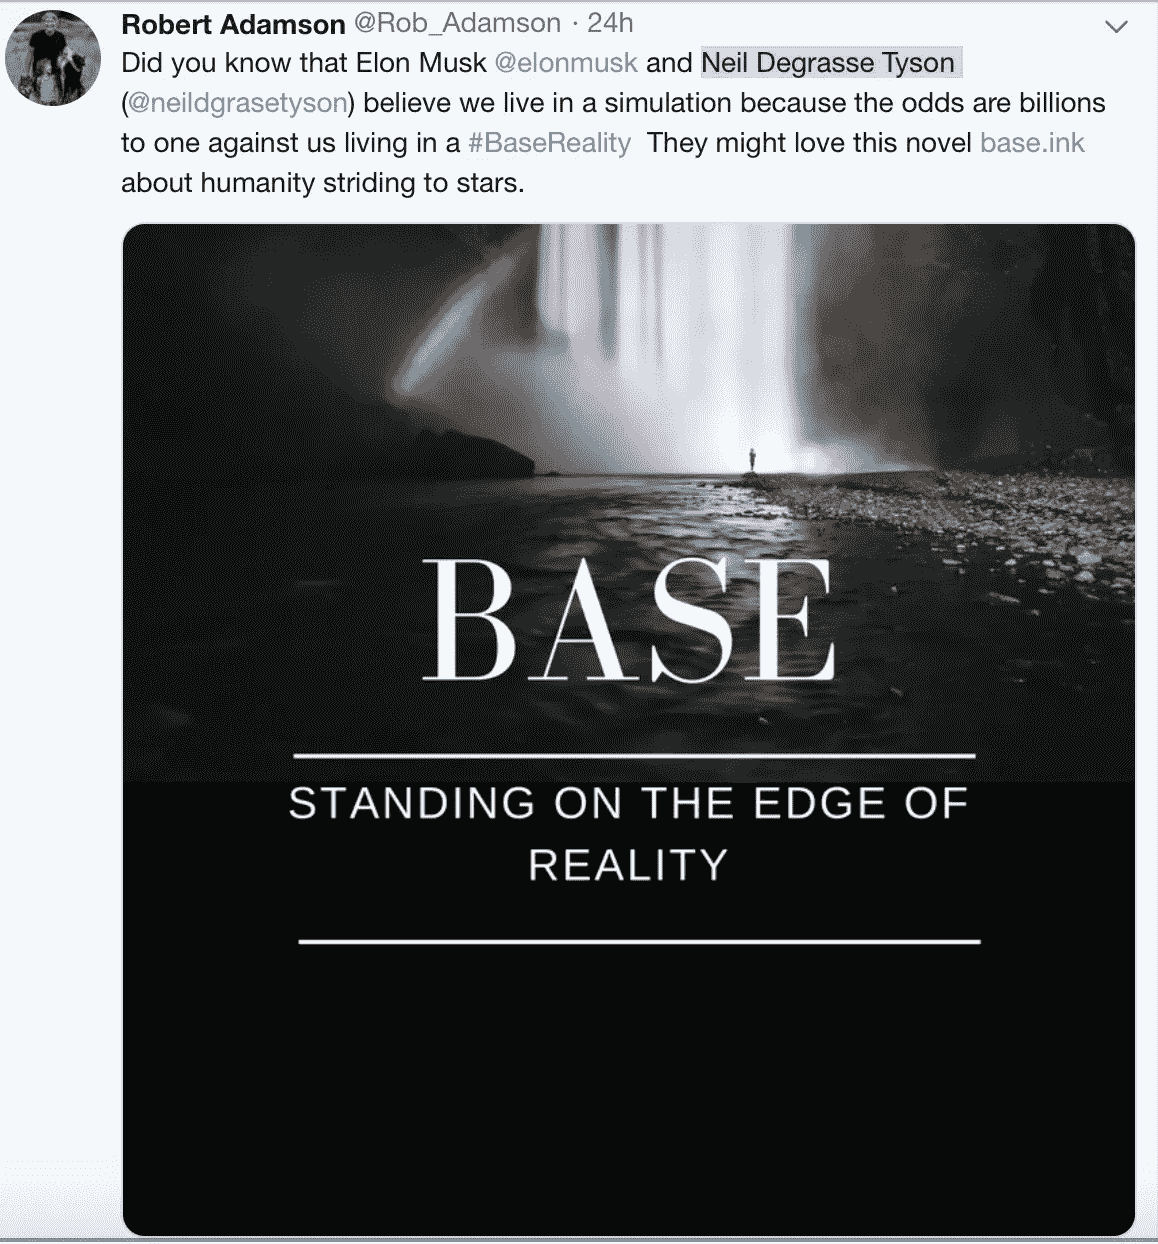 Robert Adamson @Rob_Adamson · 24h
Did you know that Elon Musk @elonmusk and Neil Degrasse Tyson
(@neildgrasetyson) believe we live in a simulation because the odds are billions
to one against us living in a #BaseReality They might love this novel base.ink
about humanity striding to stars.
BASE
STANDING ON THE EDGE OF
REALITY